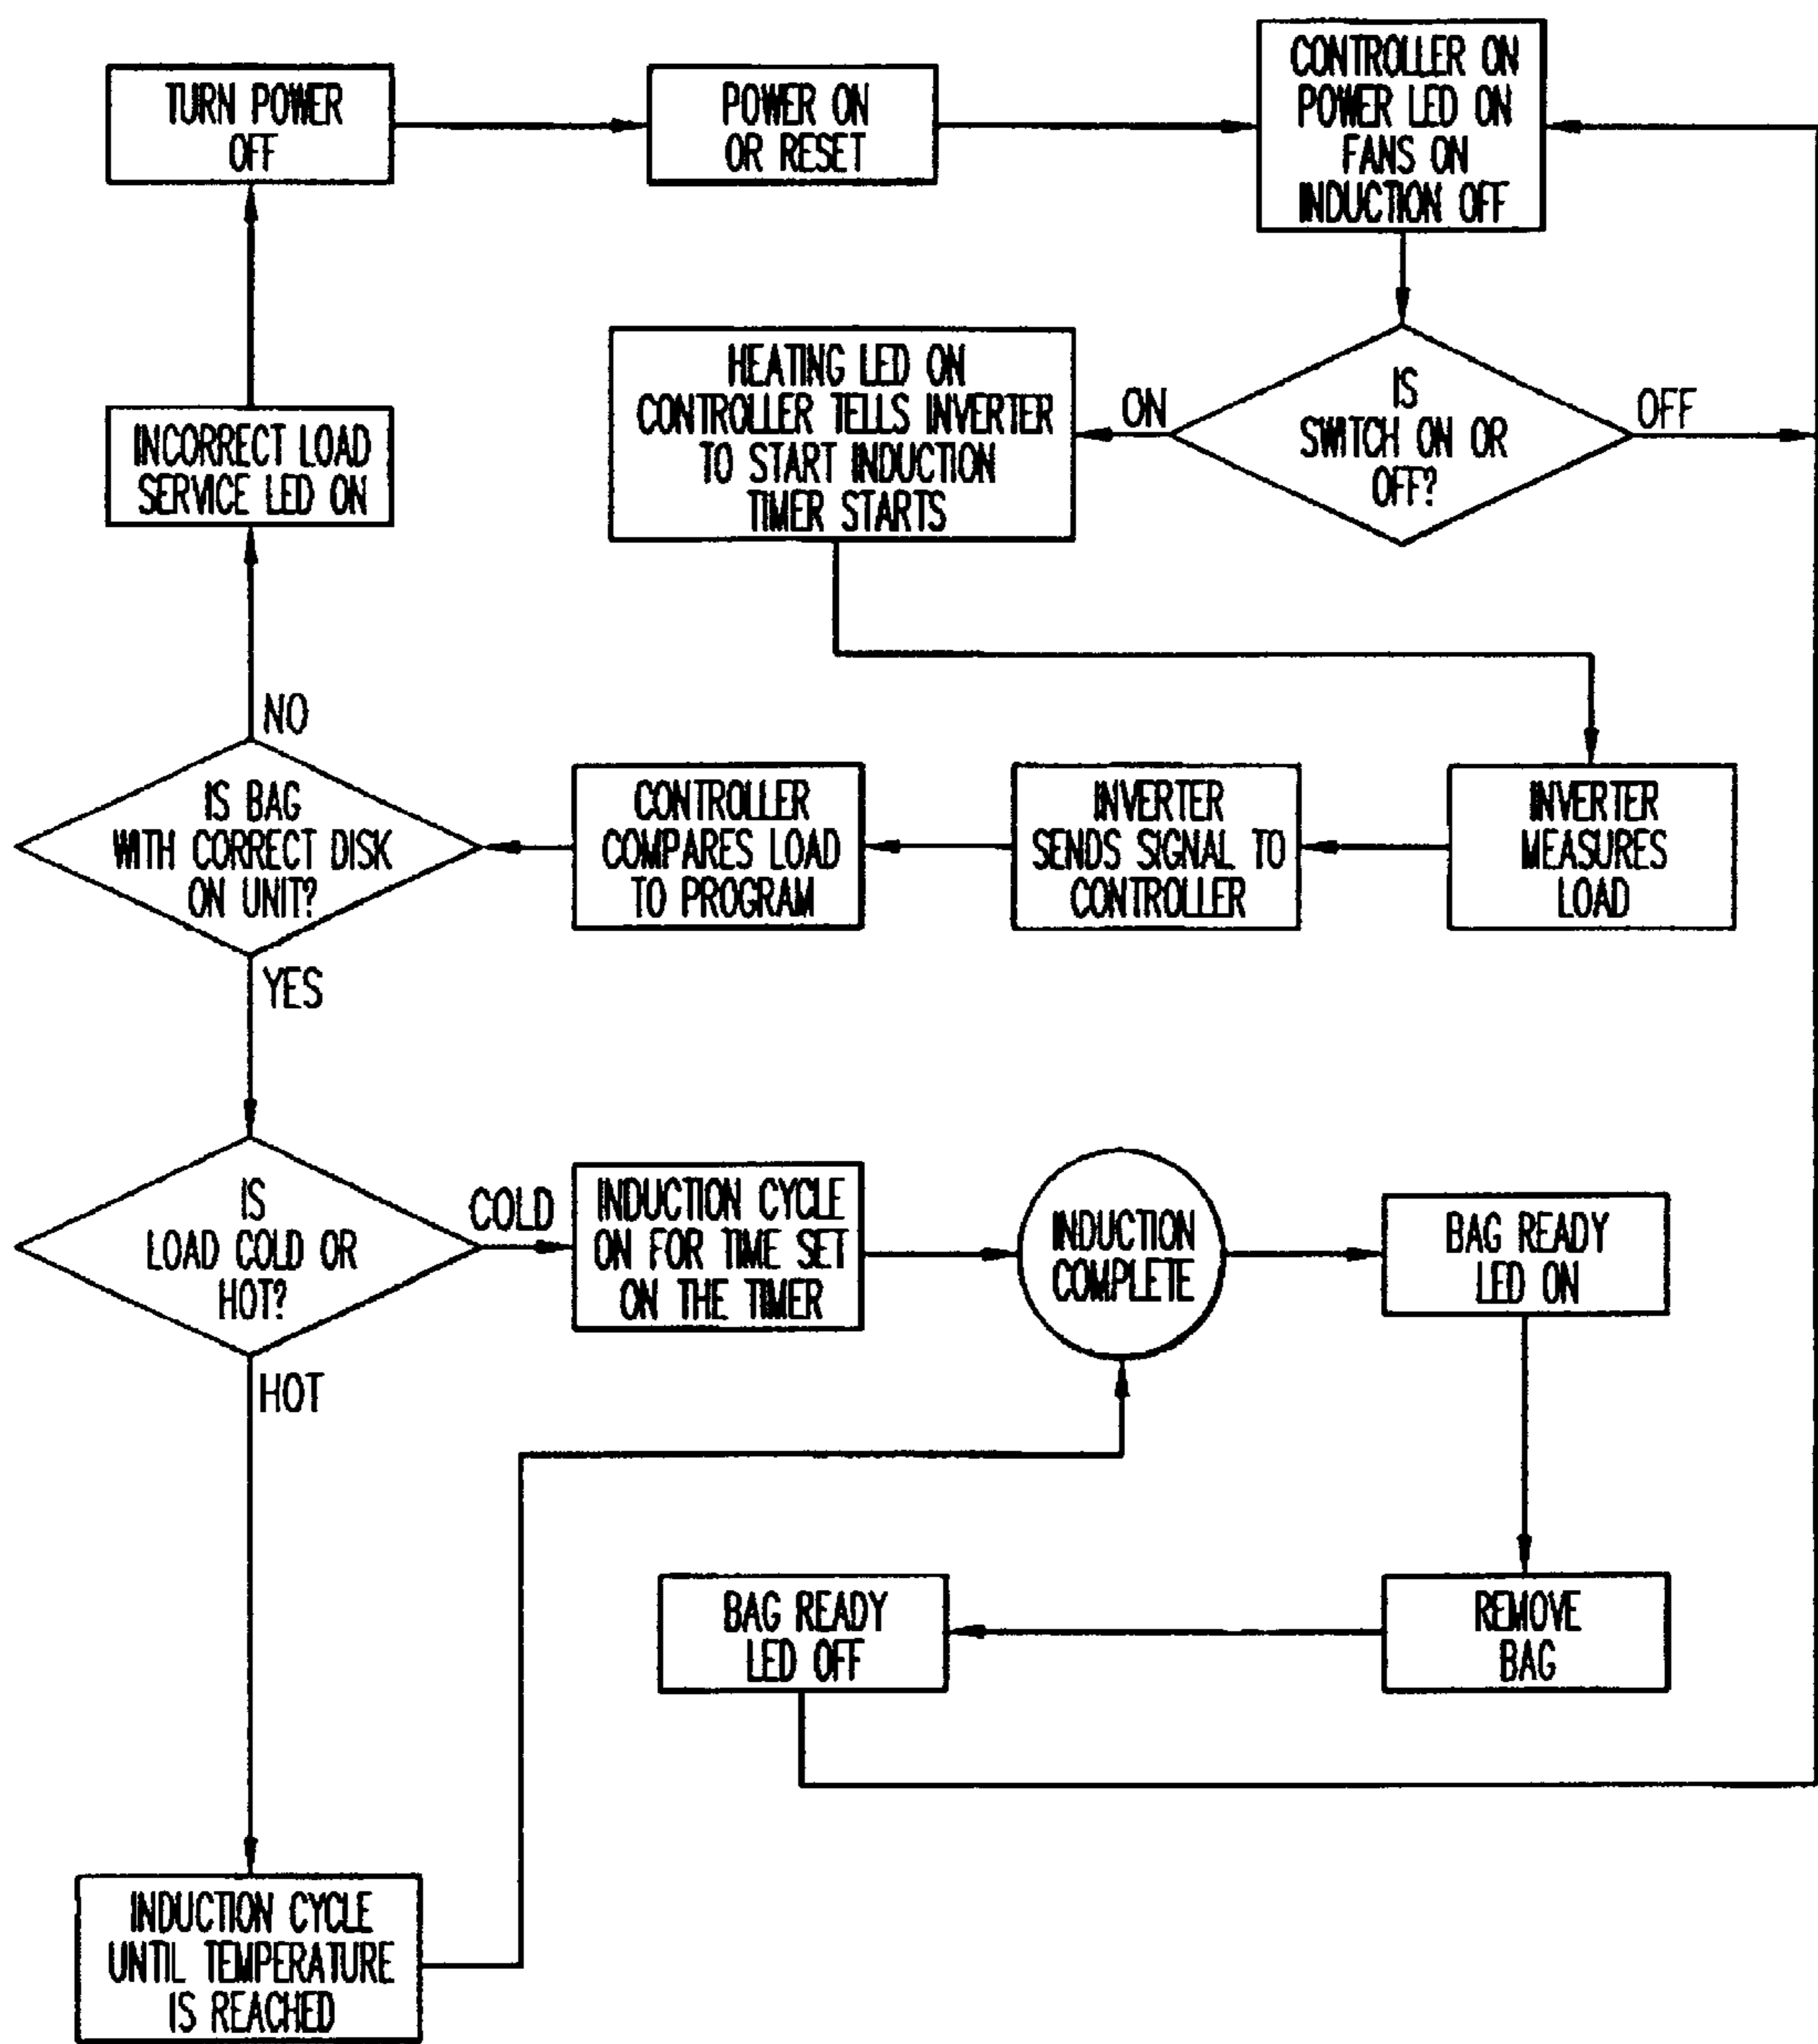 TURN POWER
OFF
POWER ON
OR RESET
CONTROLLER ON
POWER LED ON
FANS ON
INDUCTION OFF
IS
SWITCH ON OR
OFF?
ON
OFF
HEATING LED ON
CONTROLLER TELLS INVERTER
TO START INDUCTION
TIMER STARTS
INCORRECT LOAD
SERVICE LED ON
NO
IS BAG
WITH CORRECT DISK
ON UNIT?
YES
CONTROLLER
COMPARES LOAD
TO PROGRAM
INVERTER
SENDS SIGNAL TO
CONTROLLER
INVERTER
MEASURES
LOAD
IS
LOAD COLD OR
HOT?
COLD
HOT
INDUCTION CYCLE
ON FOR TIME SET
ON THE TIMER
INDUCTION
COMPLETE
BAG READY
LED ON
BAG READY
LED OFF
REMOVE
BAG
INDUCTION CYCLE
UNTIL TEMPERATURE
IS REACHED